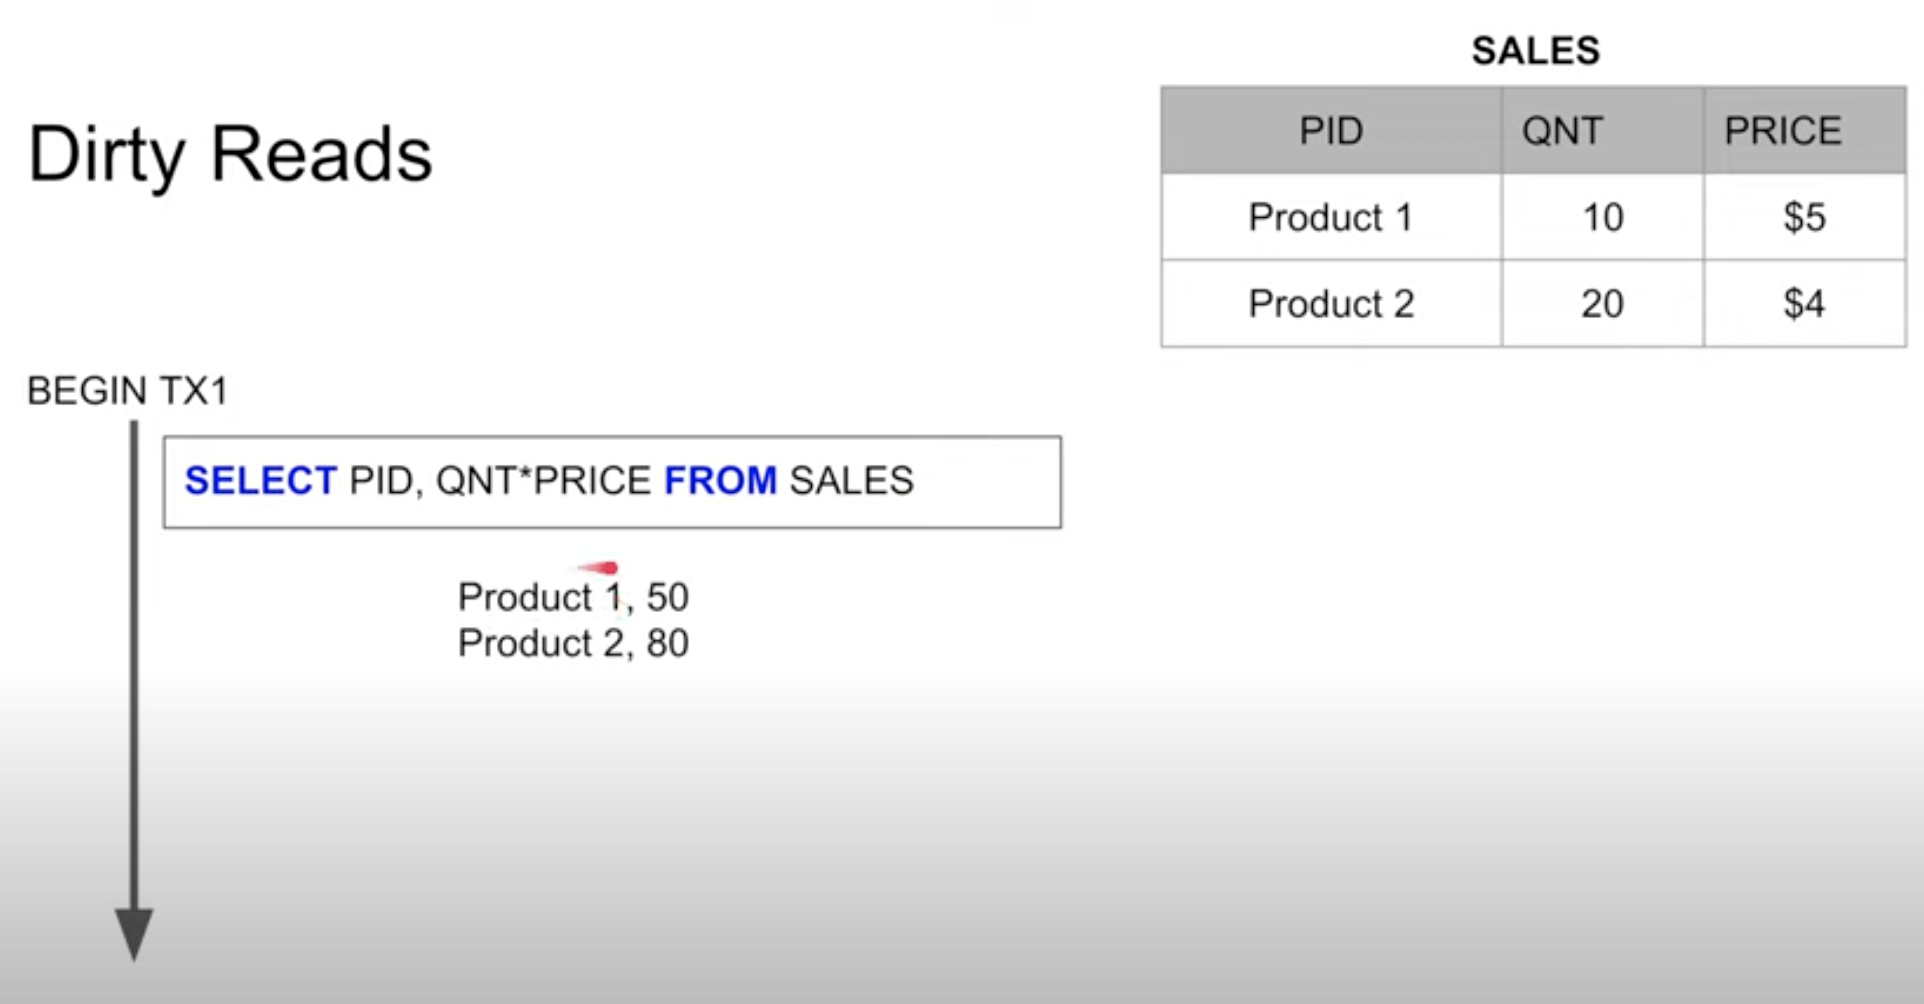 Dirty Reads
SALES
PID QNT PRICE
Product 1 10 $5
Product 2 20 $4
BEGIN TX1
SELECT PID, QNT*PRICE FROM SALES
Product 1, 50
Product 2, 80